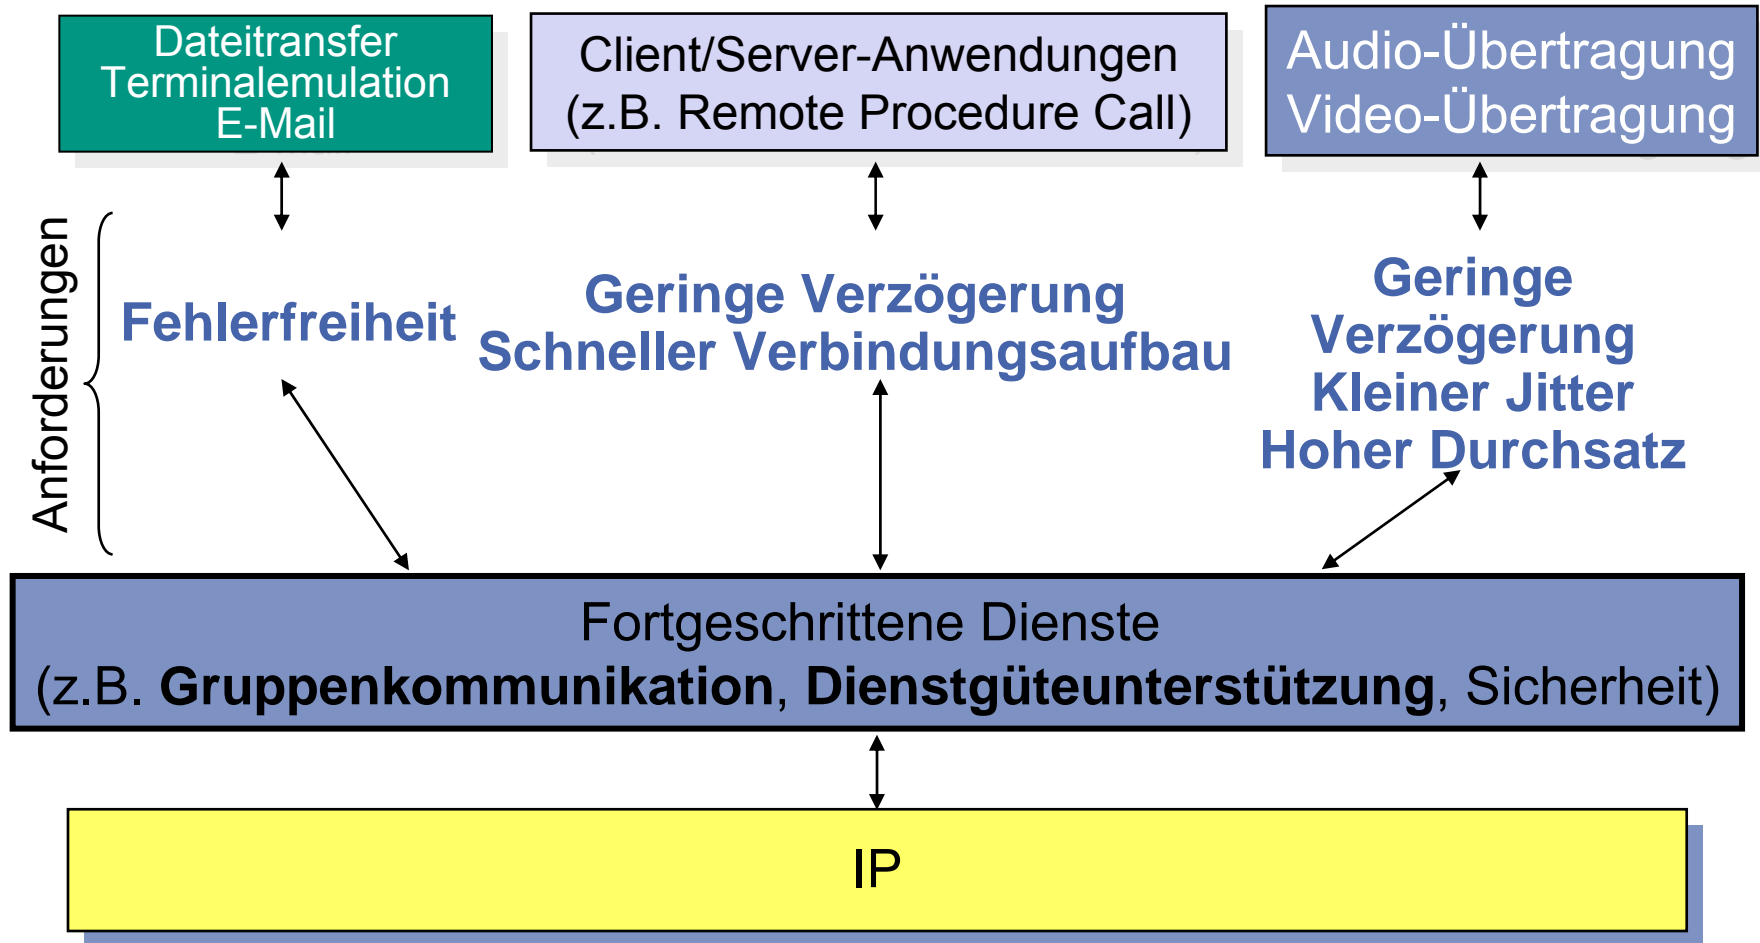 Dateitransfer
Terminalemulation
E-Mail
Client/Server-Anwendungen
(z.B. Remote Procedure Call)
Audio-Übertragung
Video-Übertragung
Anforderungen
Fehlerfreiheit
Geringe Verzögerung
Schneller Verbindungsaufbau
Geringe
Verzögerung
Kleiner Jitter
Hoher Durchsatz
Fortgeschrittene Dienste
(z.B. Gruppenkommunikation, Dienstgüteunterstützung, Sicherheit)
IP